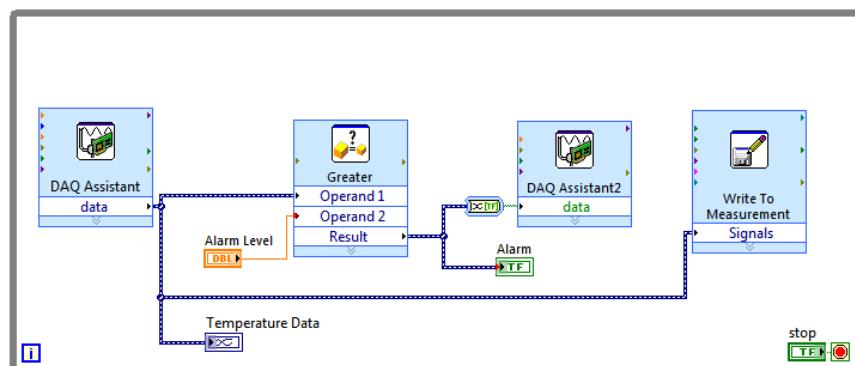 DAQ Assistant
data
Greater
Operand 1
Operand 2
Result
Alarm Level
DBL
Temperature Data
TF
DAQ Assistant2
data
Alarm
TF
Write To
Measurement
Signals
stop
TF
i